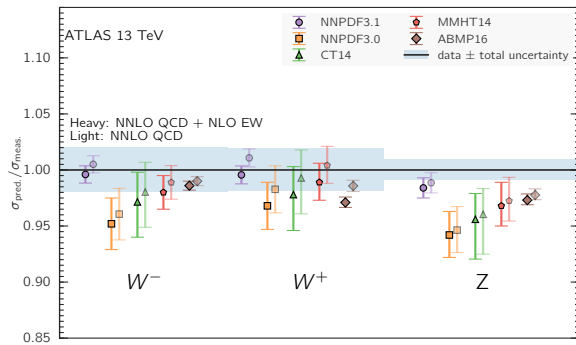 NNPDF3.1
NNPDF3.0
CT14
MMHT14
ABMP16
data ± total uncertainty
ATLAS 13 TeV
Heavy: NNLO QCD + NLO EW
Light: NNLO QCD
σpred./σmeas.
1.10
1.05
1.00
0.95
0.90
0.85
W⁻ W⁺ Z